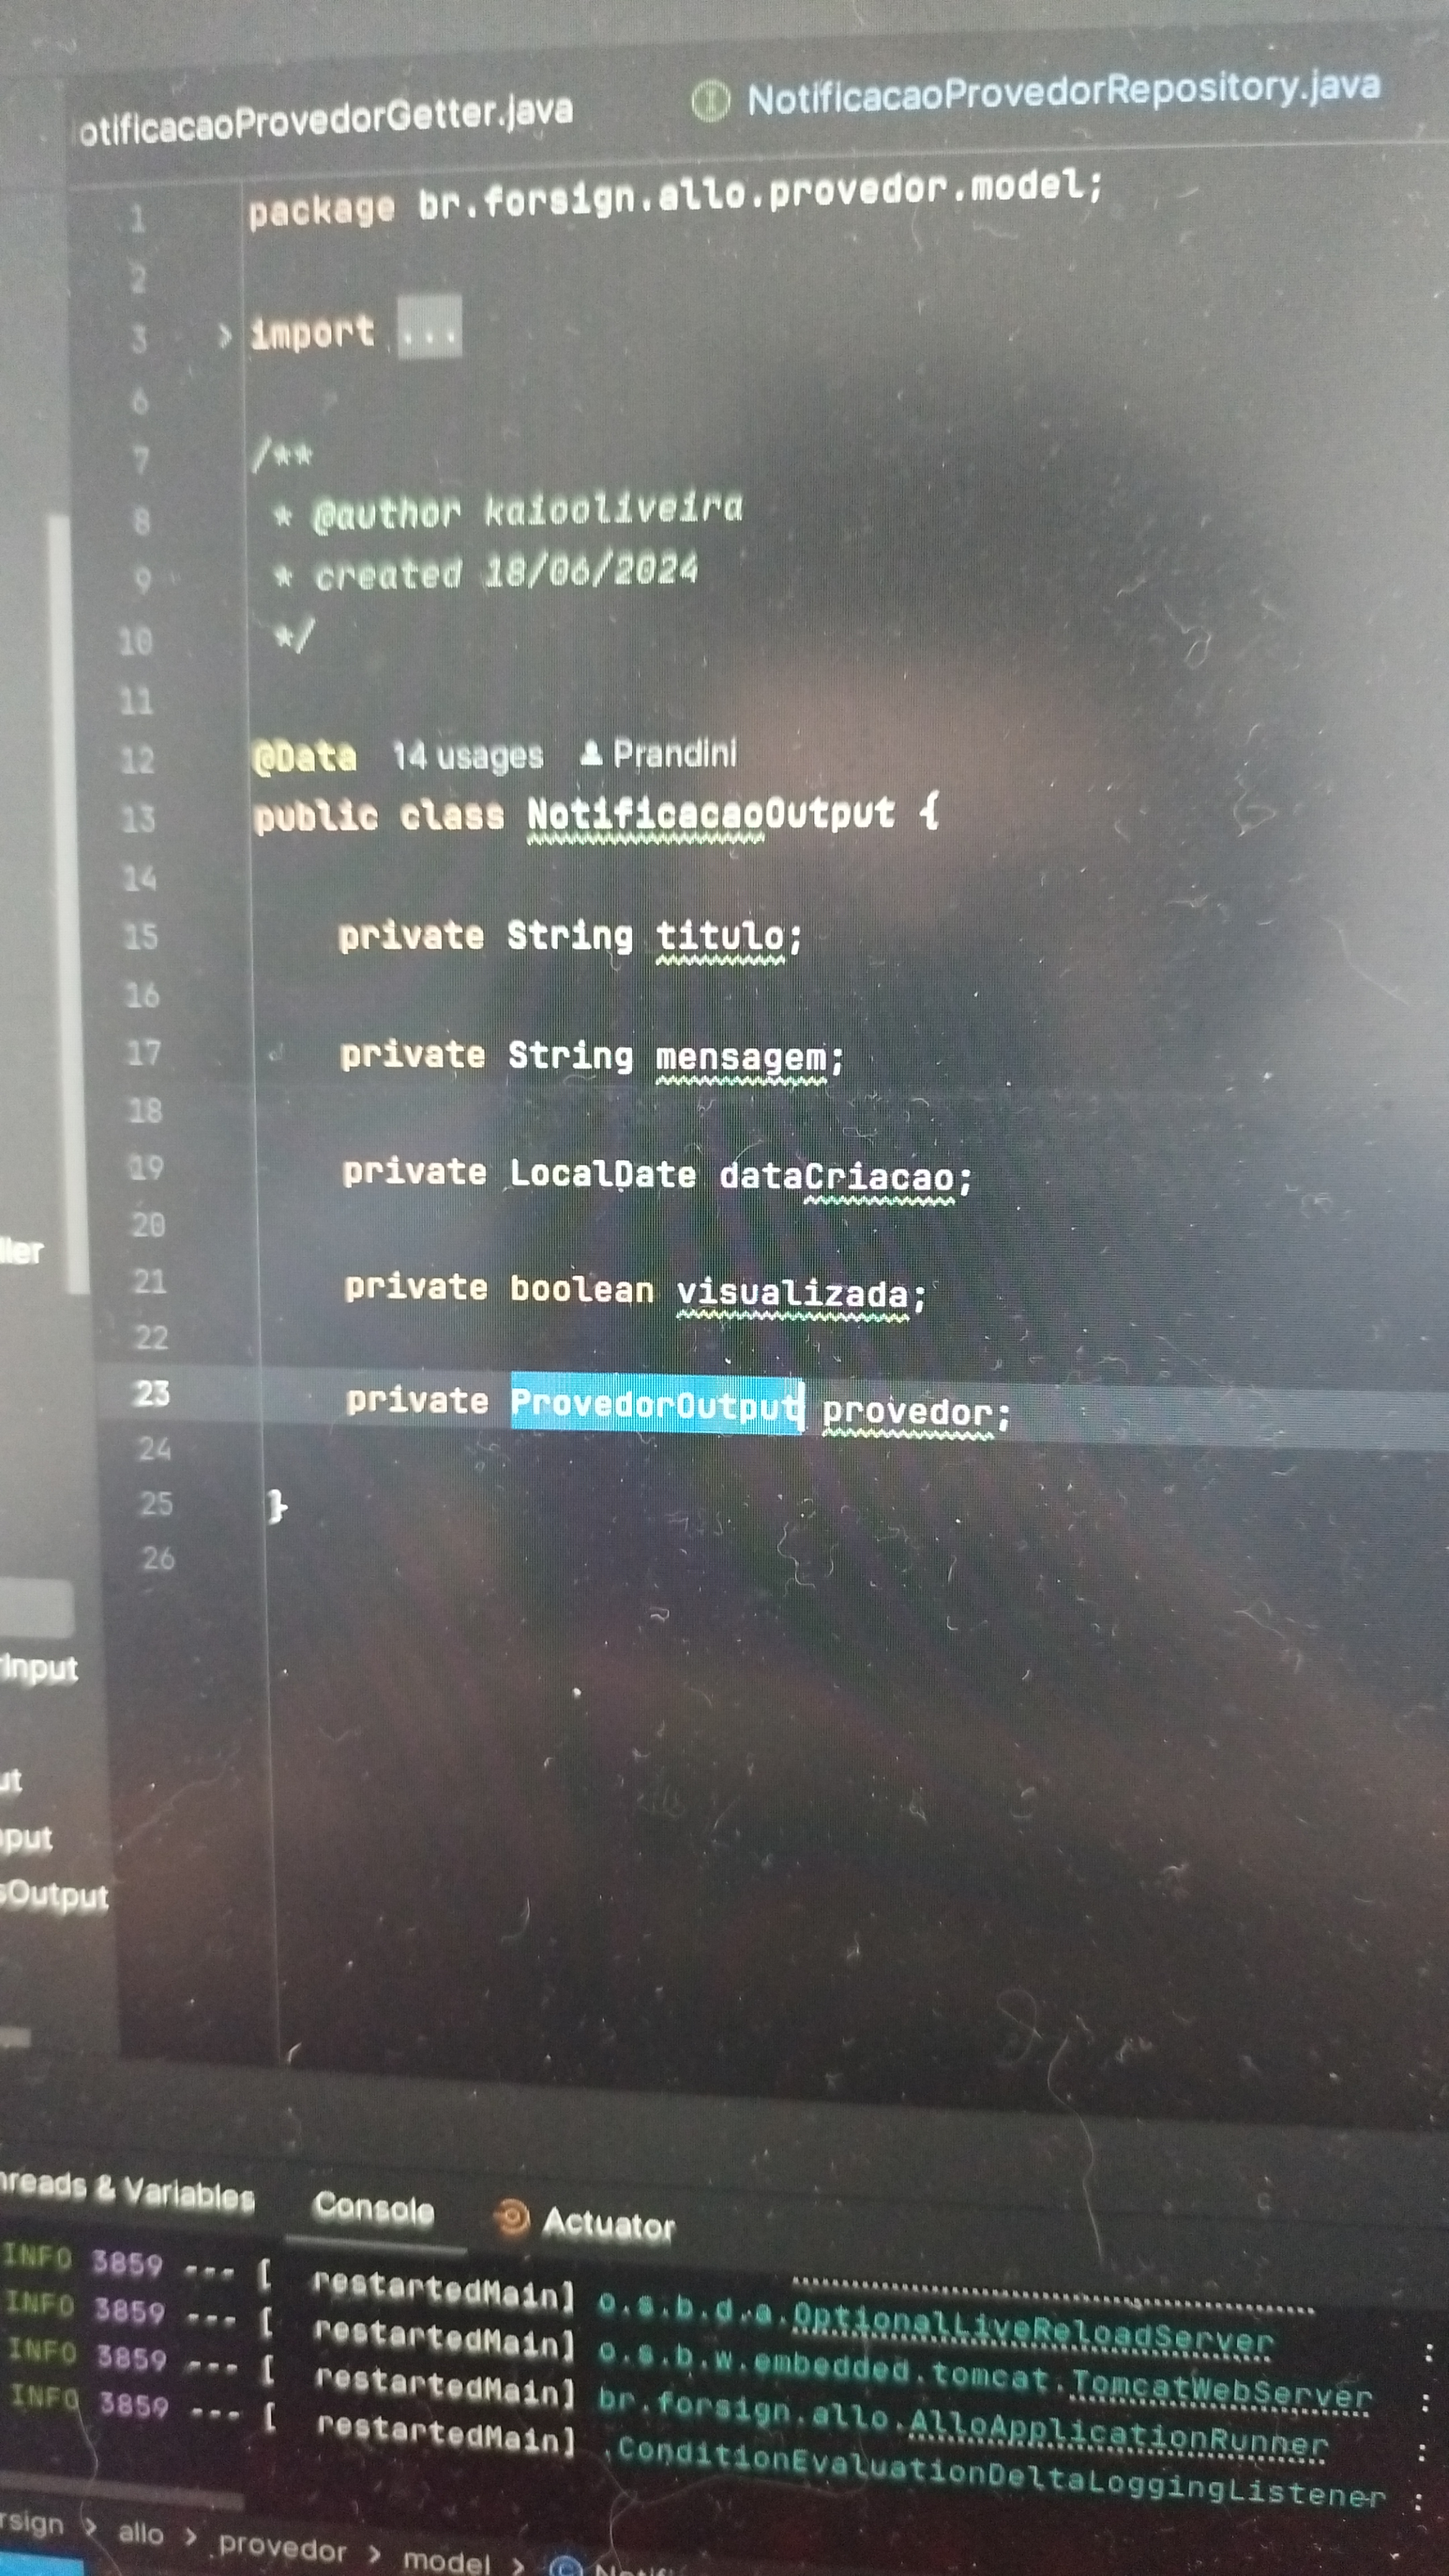 otificacaoProvedorGetter.java
NotificacaoProvedorRepository.java
1 package br.forsign.allo.provedor.model;
2
3 import ...
6
7 /**
8 * @author kaiooliveira
9 * created 18/06/2024
10 */
11
12 @Data 14 usages Prandini
13 public class NotificacaoOutput {
14
15 private String titulo;
16
17 private String mensagem;
18
19 private LocalDate dataCriacao;
20
21 private boolean visualizada;
22
23 private ProvedorOutput provedor;
24
25 }
26
ller
Input
ut
put
sOutput
hreads & Variables Console Actuator
INFO 3859 --- [ restartedMain] o.s.b.d.a.OptionalLiveReloadServer :
INFO 3859 --- [ restartedMain] o.s.b.w.embedded.tomcat.TomcatWebServer :
INFO 3859 --- [ restartedMain] br.forsign.allo.AlloApplicationRunner :
INFO 3859 --- [ restartedMain] .ConditionEvaluationDeltaLoggingListener :
rsign > allo > provedor > model > Notifi